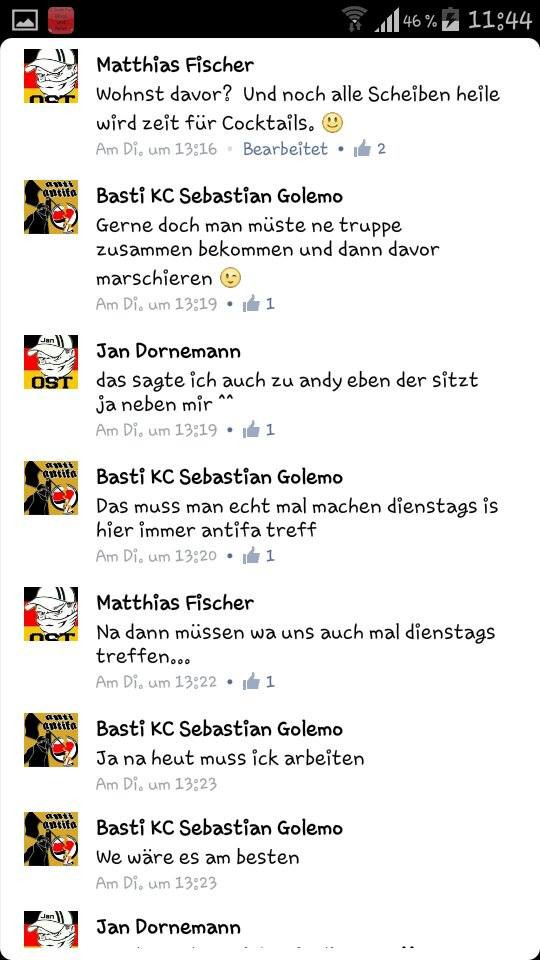 46 % 11:44
Matthias Fischer
OST
Wohnst davor? Und noch alle Scheiben heile
wird zeit für Cocktails.
Am Di. um 13:16 • Bearbeitet • 2
anti
antifa
Basti KC Sebastian Golemo
Gerne doch man müste ne truppe
zusammen bekommen und dann davor
marschieren
Am Di. um 13:19 • 1
Jan
OST
Jan Dornemann
das sagte ich auch zu andy eben der sitzt
ja neben mir ^^
Am Di. um 13:19 • 1
anti
antifa
Basti KC Sebastian Golemo
Das muss man echt mal machen dienstags is
hier immer antifa treff
Am Di. um 13:20 • 1
Matthias Fischer
OST
Na dann müssen wa uns auch mal dienstags
treffen...
Am Di. um 13:22 • 1
anti
antifa
Basti KC Sebastian Golemo
Ja na heut muss ick arbeiten
Am Di. um 13:23
anti
antifa
Basti KC Sebastian Golemo
We wäre es am besten
Am Di. um 13:23
Jan
Jan Dornemann